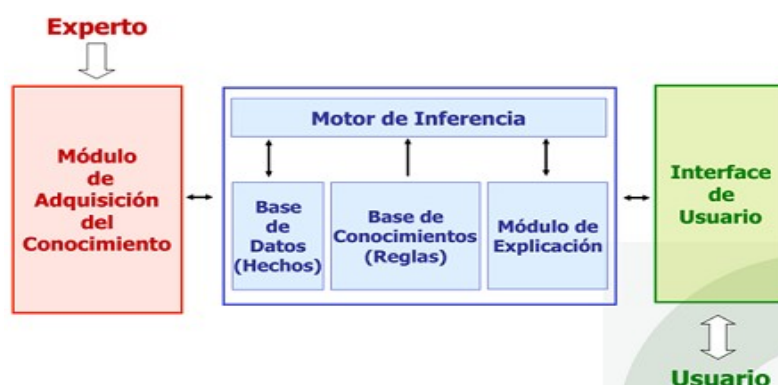 Experto
Módulo
de
Adquisición
del
Conocimiento
Motor de Inferencia
Base
de
Datos
(Hechos)
Base de
Conocimientos
(Reglas)
Módulo de
Explicación
Interface
de
Usuario
Usuario